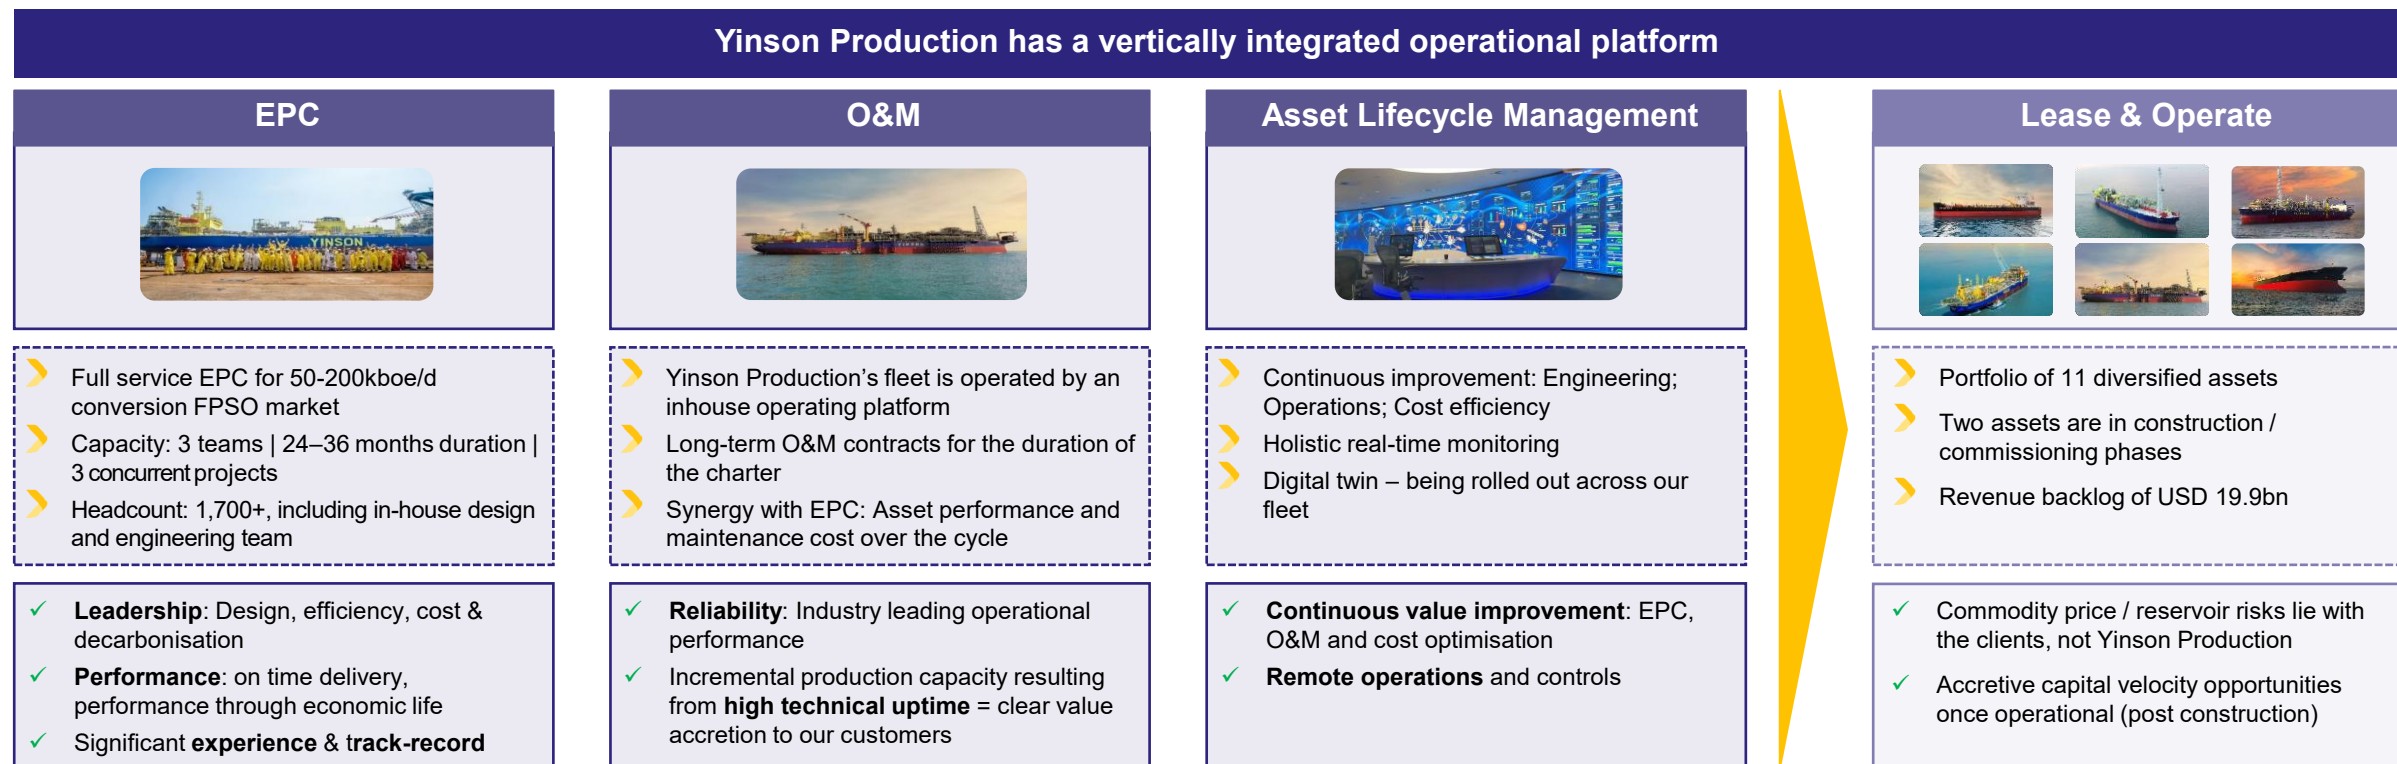 Yinson Production has a vertically integrated operational platform
EPC
YINSON
Full service EPC for 50-200kboe/d
conversion FPSO market
Capacity: 3 teams | 24–36 months duration |
3 concurrent projects
Headcount: 1,700+, including in-house design
and engineering team
Leadership: Design, efficiency, cost &
decarbonisation
Performance: on time delivery,
performance through economic life
Significant experience & track-record
O&M
Yinson Production’s fleet is operated by an
inhouse operating platform
Long-term O&M contracts for the duration of
the charter
Synergy with EPC: Asset performance and
maintenance cost over the cycle
Reliability: Industry leading operational
performance
Incremental production capacity resulting
from high technical uptime = clear value
accretion to our customers
Asset Lifecycle Management
Continuous improvement: Engineering;
Operations; Cost efficiency
Holistic real-time monitoring
Digital twin – being rolled out across our
fleet
Continuous value improvement: EPC,
O&M and cost optimisation
Remote operations and controls
Lease & Operate
Portfolio of 11 diversified assets
Two assets are in construction /
commissioning phases
Revenue backlog of USD 19.9bn
Commodity price / reservoir risks lie with
the clients, not Yinson Production
Accretive capital velocity opportunities
once operational (post construction)